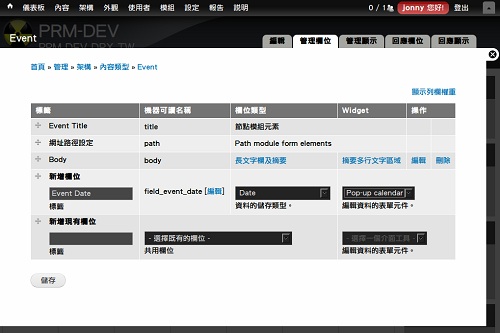 儀表板 內容 架構 外觀 使用者 模組 設定 報告 說明 0 / 1 jonny 您好! 登出
PRM-DEV
Event
編輯 管理欄位 管理顯示 回應欄位 回應顯示
首頁 » 管理 » 架構 » 內容類型 » Event
顯示列欄權重
標籤 機器可讀名稱 欄位類型 Widget 操作
Event Title title 節點模組元素
網址路徑設定 path Path module form elements
Body body 長文字欄及摘要 摘要多行文字區域 編輯 刪除
新增欄位
Event Date field_event_date [編輯] Date Pop-up calendar
標籤 資料的儲存類型。 編輯資料的表單元件。
新增現有欄位
- 選擇既有的欄位 - - 選擇一個介面工具 -
標籤 共用欄位 編輯資料的表單元件。
儲存